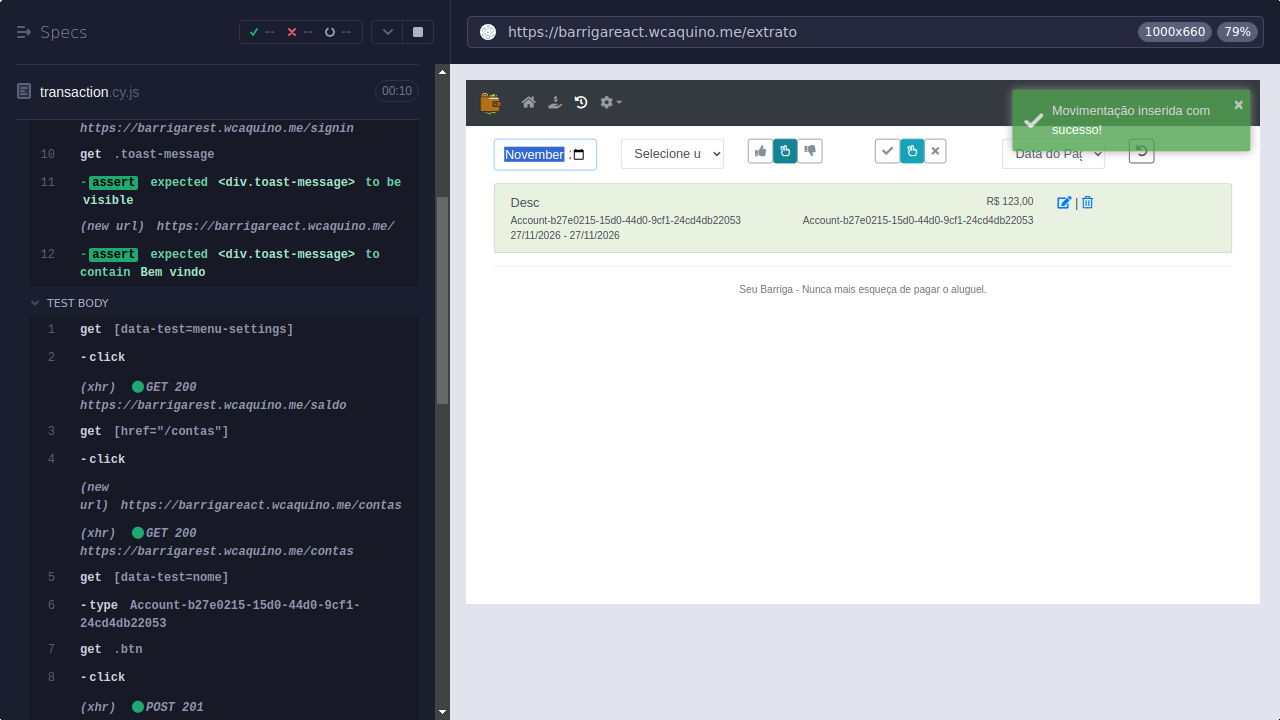 Specs
-- -- --
transaction.cy.js 00:10
https://barrigarest.wcaquino.me/signin
10 get .toast-message
11 -assert expected <div.toast-message> to be
visible
(new url) https://barrigareact.wcaquino.me/
12 -assert expected <div.toast-message> to
contain Bem vindo
TEST BODY
1 get [data-test=menu-settings]
2 -click
(xhr) GET 200
https://barrigarest.wcaquino.me/saldo
3 get [href="/contas"]
4 -click
(new
url) https://barrigareact.wcaquino.me/contas
(xhr) GET 200
https://barrigarest.wcaquino.me/contas
5 get [data-test=nome]
6 -type Account-b27e0215-15d0-44d0-9cf1-
24cd4db22053
7 get .btn
8 -click
(xhr) POST 201
https://barrigareact.wcaquino.me/extrato 1000x660 79%
Movimentação inserida com
sucesso!
×
November
Selecione u
Data do
Desc R$ 123,00 |
Account-b27e0215-15d0-44d0-9cf1-24cd4db22053 Account-b27e0215-15d0-44d0-9cf1-24cd4db22053
27/11/2026 - 27/11/2026
Seu Barriga - Nunca mais esqueça de pagar o aluguel.